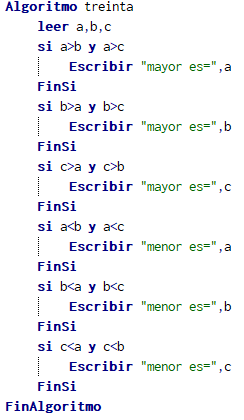 Algoritmo treinta
leer a,b,c
si a>b y a>c
Escribir "mayor es=",a
FinSi
si b>a y b>c
Escribir "mayor es=",b
FinSi
si c>a y c>b
Escribir "mayor es=",c
FinSi
si a<b y a<c
Escribir "menor es=",a
FinSi
si b<a y b<c
Escribir "menor es=",b
FinSi
si c<a y c<b
Escribir "menor es=",c
FinSi
FinAlgoritmo